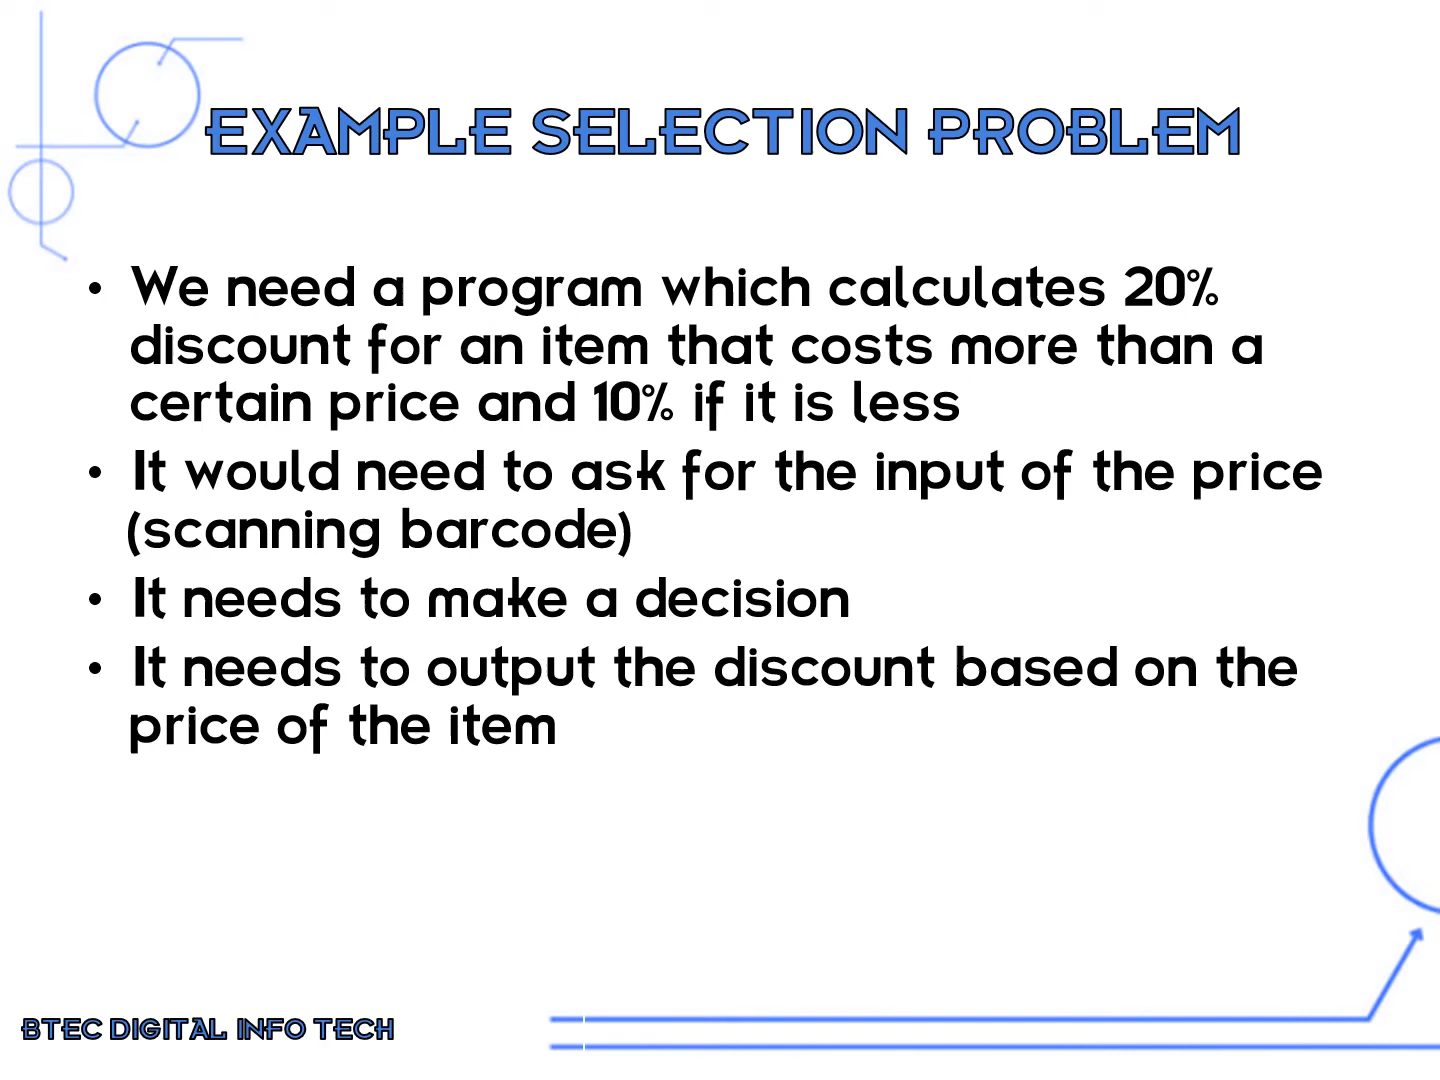 EXAMPLE SELECTION PROBLEM
• We need a program which calculates 20%
discount for an item that costs more than a
certain price and 10% if it is less
• It would need to ask for the input of the price
(scanning barcode)
• It needs to make a decision
• It needs to output the discount based on the
price of the item
BTEC DIGITAL INFO TECH